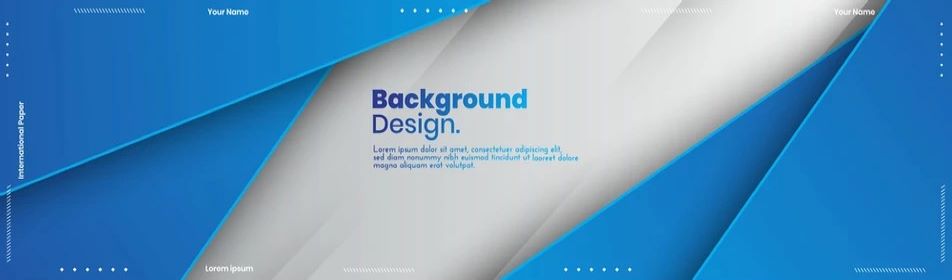 Your Name
Your Name
International Paper
Background
Design.
Lorem ipsum dolor sit amet, consectetuer adipiscing elit,
sed diam nonummy nibh euismod tincidunt ut laoreet dolore
magna aliquam erat volutpat.
Lorem ipsum